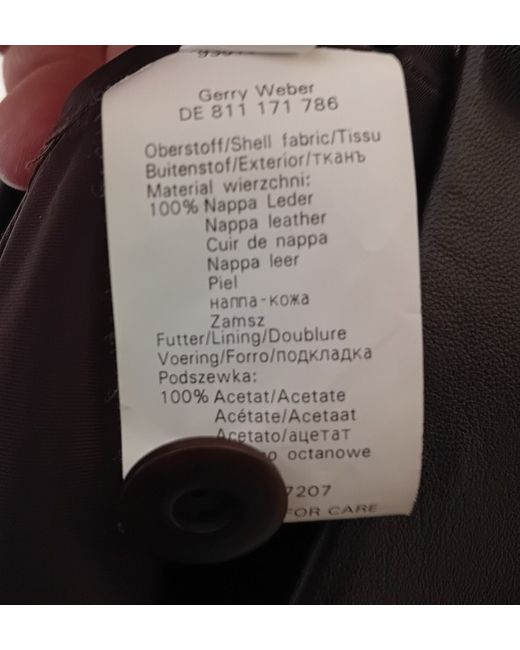 Gerry Weber
DE 811 171 786
Oberstoff/Shell fabric/Tissu
Buitenstof/Exterior/тканъ
Material wierzchni:
100% Nappa Leder
Nappa leather
Cuir de nappa
Nappa leer
Piel
наппа-кожа
Zamsz
Futter/Lining/Doublure
Voering/Forro/подкладка
Podszewka:
100% Acetat/Acetate
Acétate/Acetaat
Acetato/ацетат
octanowe
7207
FOR CARE